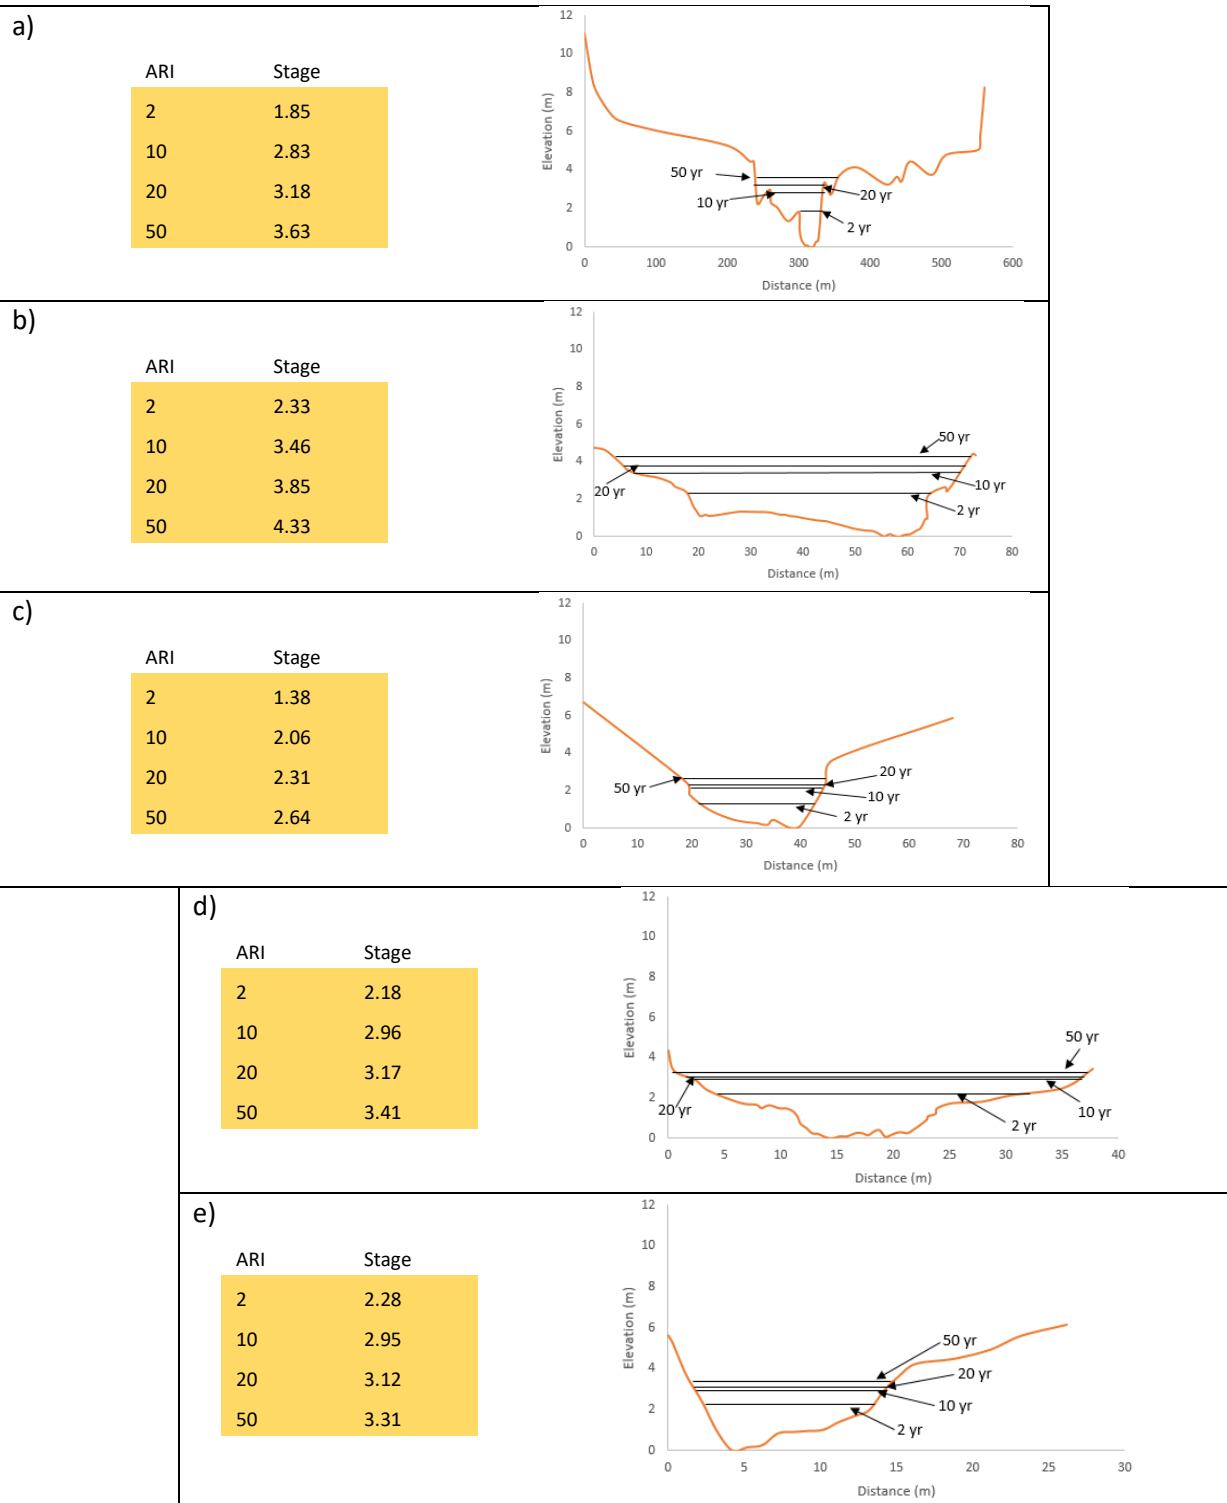 a)
ARI Stage
2 1.85
10 2.83
20 3.18
50 3.63
12
10
8
6
4
2
0
Elevation (m)
50 yr
10 yr
20 yr
2 yr
0 100 200 300 400 500 600
Distance (m)
b)
ARI Stage
2 2.33
10 3.46
20 3.85
50 4.33
12
10
8
6
4
2
0
Elevation (m)
50 yr
20 yr
10 yr
2 yr
0 10 20 30 40 50 60 70 80
Distance (m)
c)
ARI Stage
2 1.38
10 2.06
20 2.31
50 2.64
12
10
8
6
4
2
0
Elevation (m)
50 yr
20 yr
10 yr
2 yr
0 10 20 30 40 50 60 70 80
Distance (m)
d)
ARI Stage
2 2.18
10 2.96
20 3.17
50 3.41
12
10
8
6
4
2
0
Elevation (m)
50 yr
20 yr
10 yr
2 yr
0 5 10 15 20 25 30 35 40
Distance (m)
e)
ARI Stage
2 2.28
10 2.95
20 3.12
50 3.31
12
10
8
6
4
2
0
Elevation (m)
50 yr
20 yr
10 yr
2 yr
0 5 10 15 20 25 30
Distance (m)